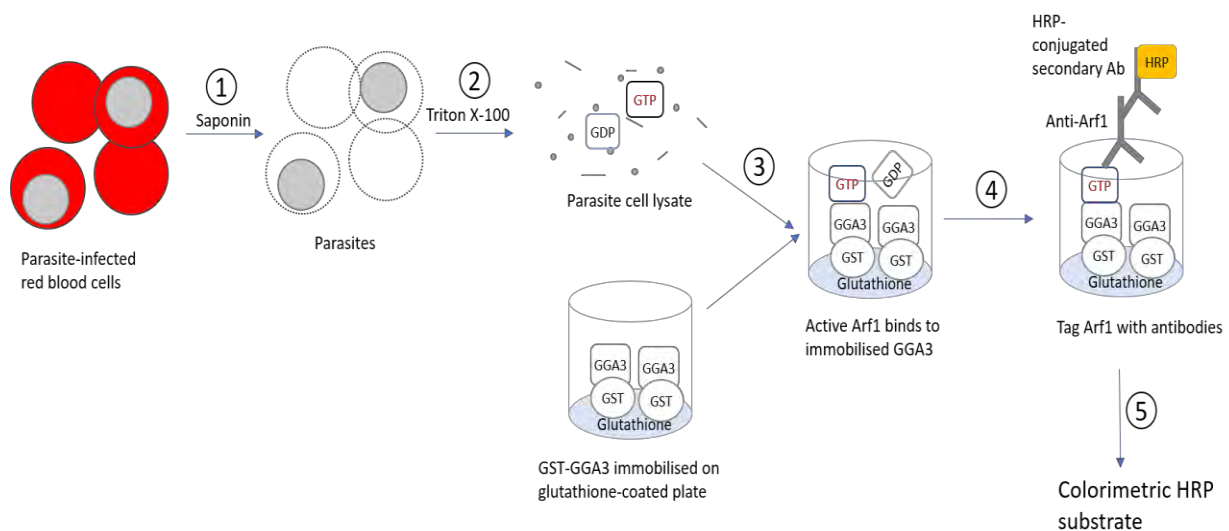 1
Saponin
2
Triton X-100
HRP-
conjugated
secondary Ab
HRP
Anti-Arf1
GTP
GDP
3
4
Parasite-infected
red blood cells
Parasites
Parasite cell lysate
GTP
GDP
GGA3
GGA3
GST
GST
Glutathione
Active Arf1 binds to
immobilised GGA3
GTP
GGA3
GGA3
GST
GST
Glutathione
Tag Arf1 with antibodies
GGA3
GGA3
GST
GST
Glutathione
GST-GGA3 immobilised on
glutathione-coated plate
5
Colorimetric HRP
substrate